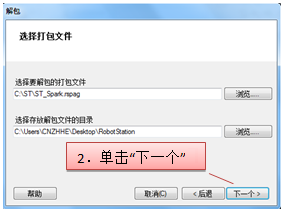 解包
选择打包文件
选择要解包的打包文件
C:\ST\ST_Spark.rspag
浏览....
选择存放解包文件的目录
C:\Users\CNZHHE\Desktop\RobotStation
浏览....
2．单击“下一个”
帮助
取消(C)
< 后退
下一个 >